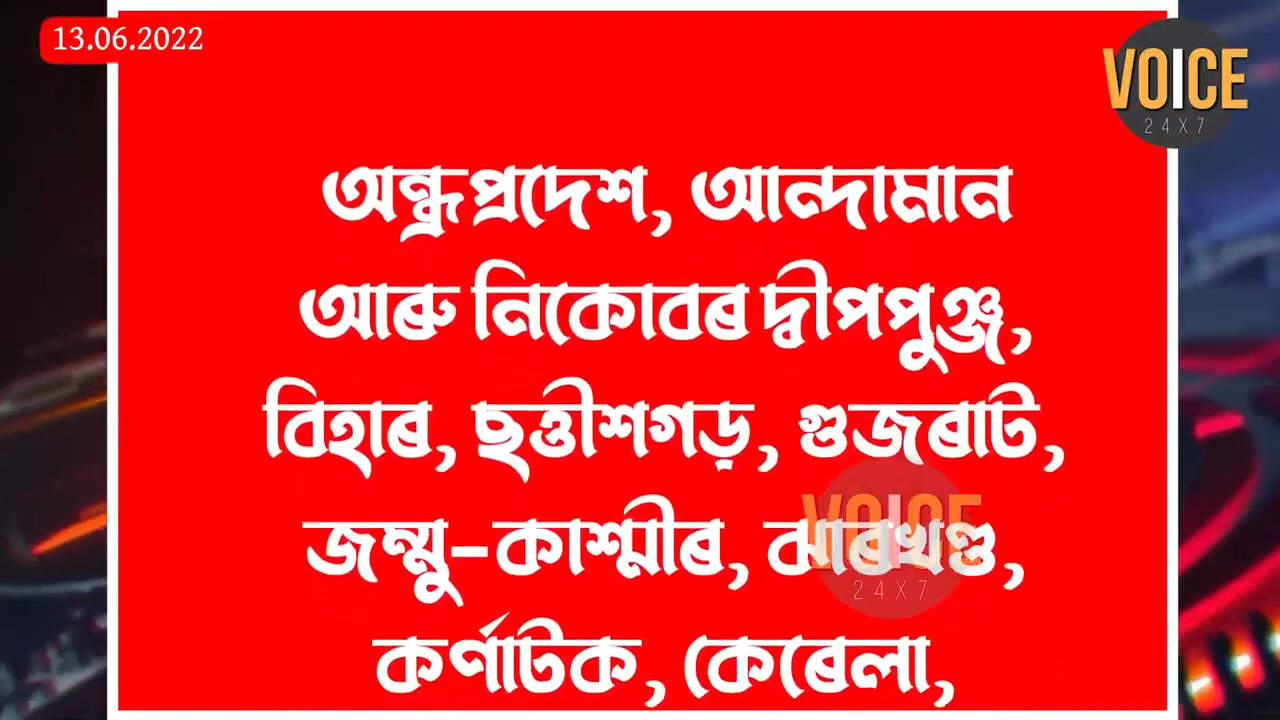 13.06.2022
VOICE
24X7
অন্ধ্ৰপ্ৰদেশ, আন্দামান
আৰু নিকোবৰ দ্বীপপুঞ্জ,
বিহাৰ, ছত্তীশগড়, গুজৰাট,
জম্মু-কাশ্মীৰ, ঝাৰখণ্ড,
VOICE
24X7
কৰ্ণাটক, কেৰেলা,